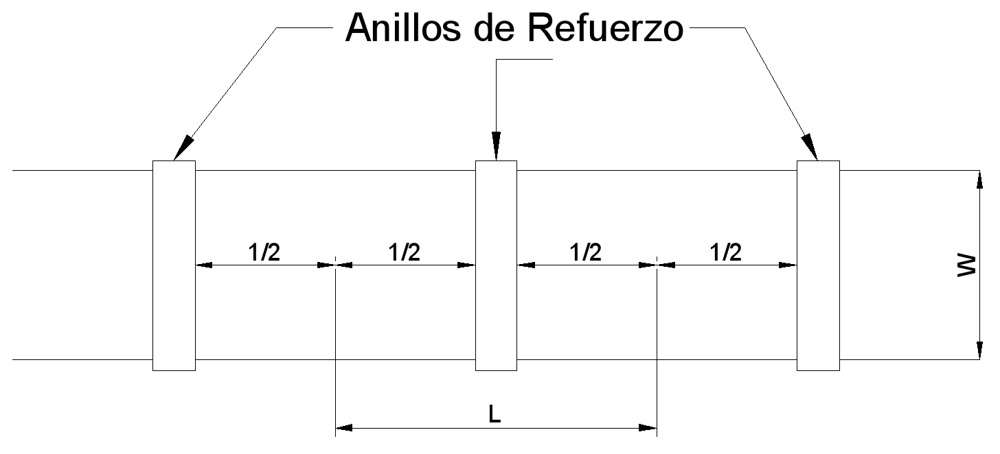 Anillos de Refuerzo
1/2 1/2 1/2 1/2
W
L